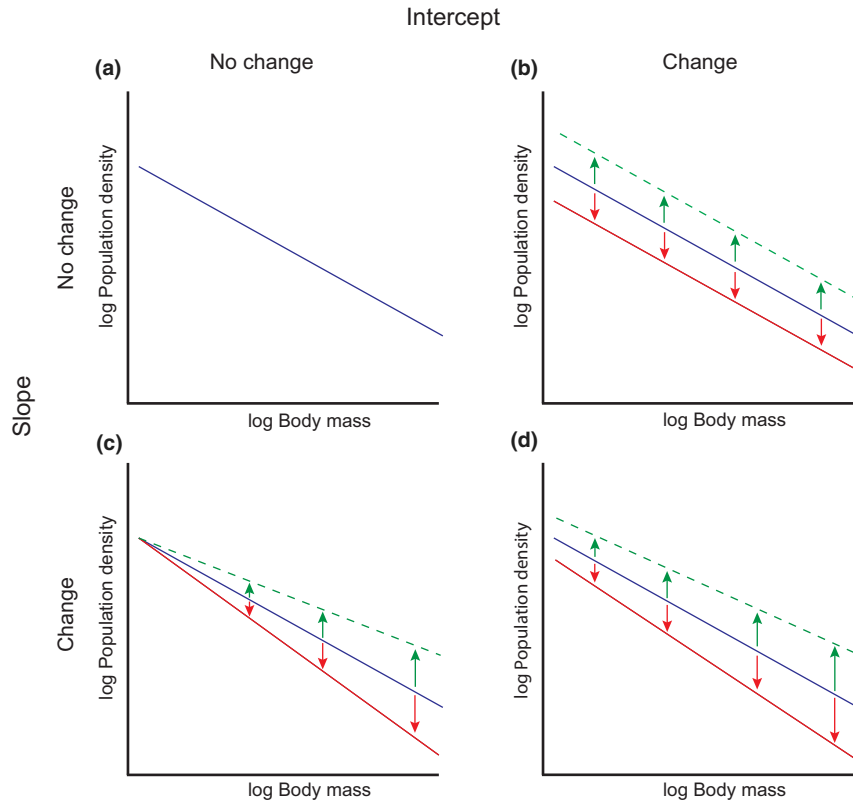 Intercept
No change
Change
Slope
No change
Change
(a)
log Population density
log Body mass
(b)
log Population density
log Body mass
(c)
log Population density
log Body mass
(d)
log Population density
log Body mass